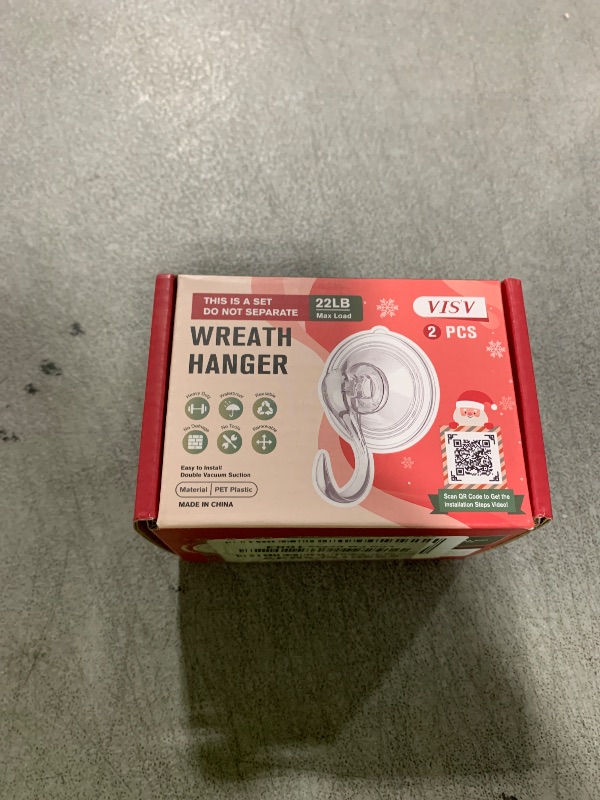 THIS IS A SET
DO NOT SEPARATE
22LB
Max Load
VISV
2 PCS
WREATH
HANGER
Heavy Duty
Waterproof
Reusable
No Damage
No Tools
Removable
Easy to Install
Double Vacuum Suction
Material | PET Plastic
MADE IN CHINA
Scan QR Code to Get the
Installation Steps Video!